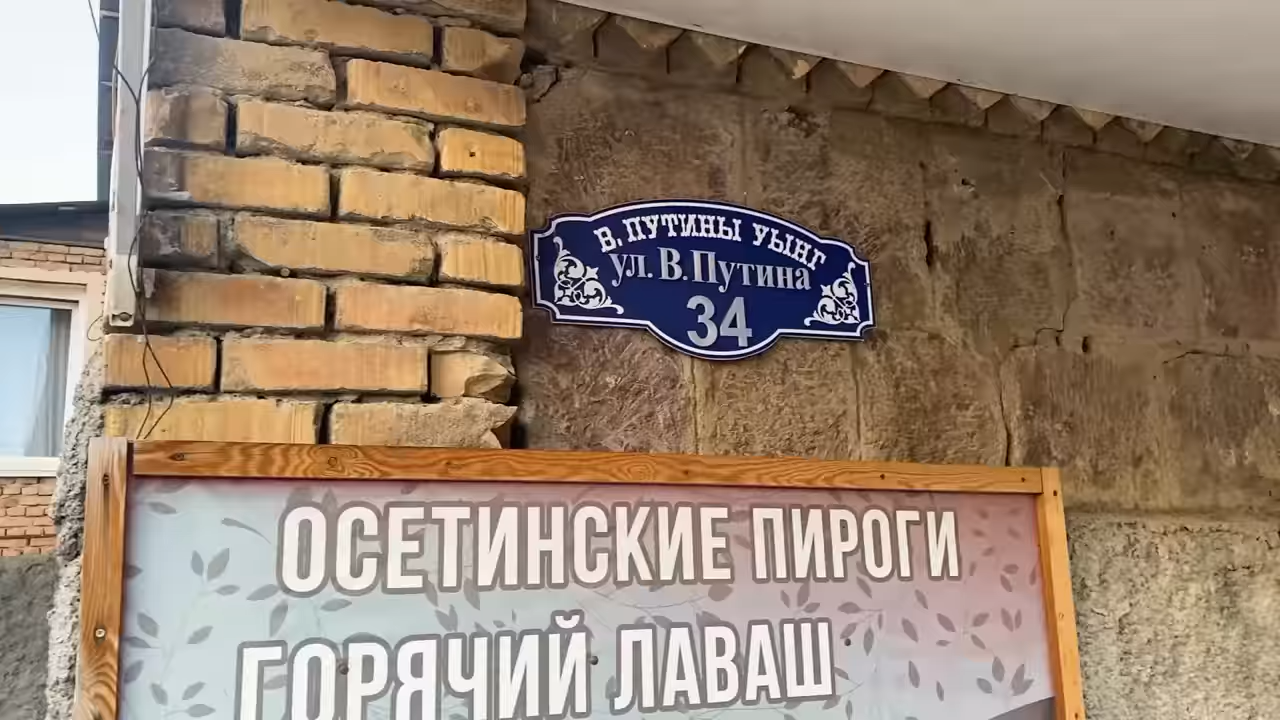 В. ПУТИНЫ УЫНГ
ул. В. Путина
34
ОСЕТИНСКИЕ ПИРОГИ
ГОРЯЧИЙ ЛАВАШ